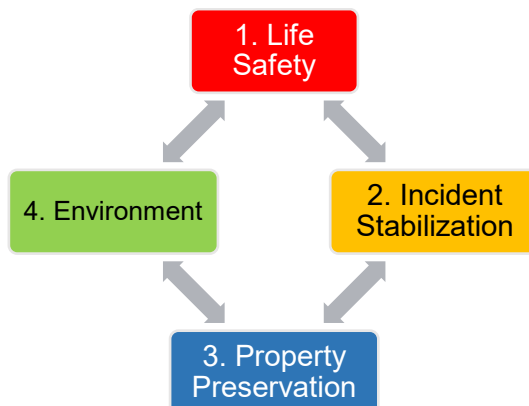 1. Life
Safety
2. Incident
Stabilization
3. Property
Preservation
4. Environment